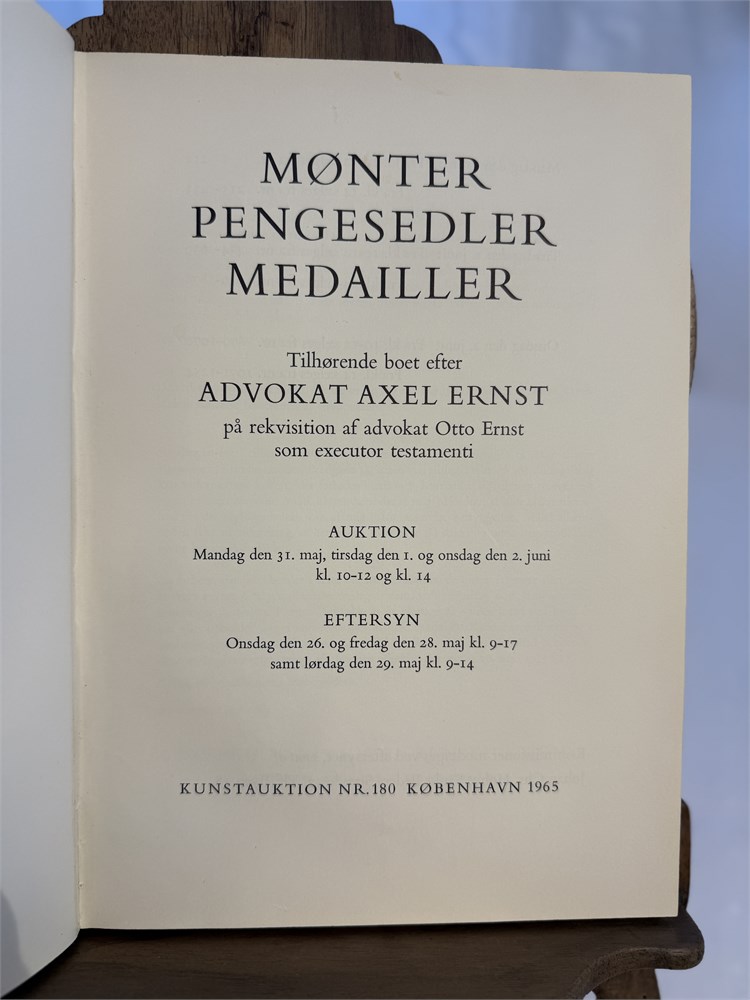 MØNTER
PENGESEDLER
MEDAILLER
Tilhørende boet efter
ADVOKAT AXEL ERNST
på rekvisition af advokat Otto Ernst
som executor testamenti
AUKTION
Mandag den 31. maj, tirsdag den 1. og onsdag den 2. juni
kl. 10-12 og kl. 14
EFTERSYN
Onsdag den 26. og fredag den 28. maj kl. 9-17
samt lørdag den 29. maj kl. 9-14
KUNSTAUKTION NR. 180 KØBENHAVN 1965